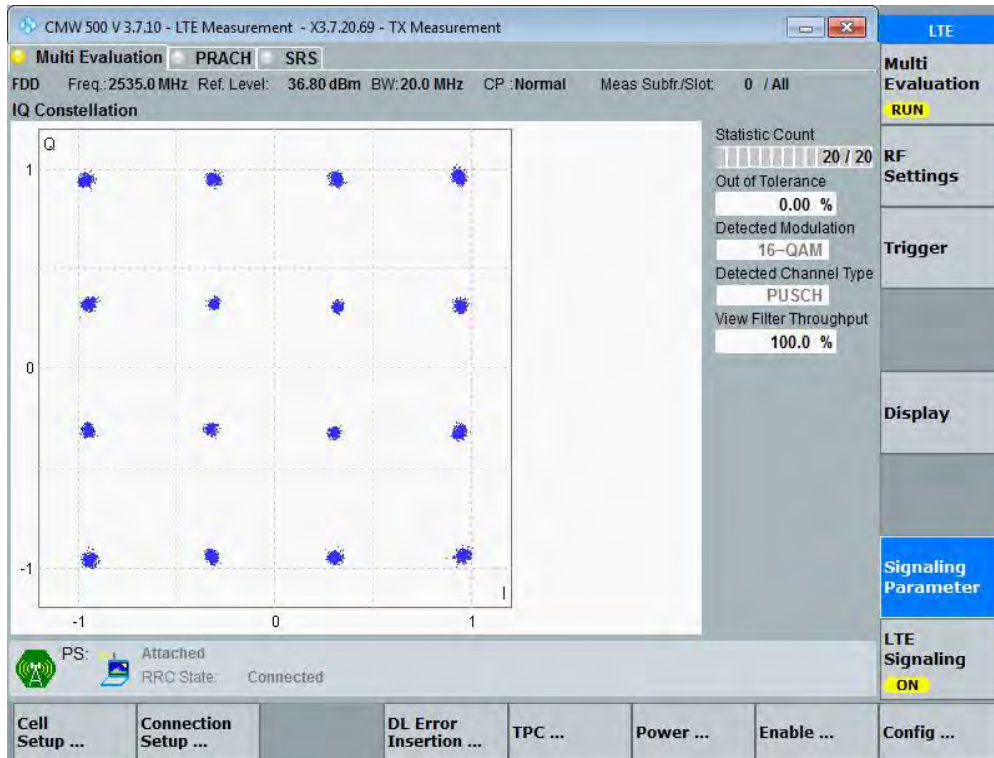 CMW 500 V 3.7.10 - LTE Measurement - X3.7.20.69 - TX Measurement
LTE
Multi Evaluation PRACH SRS
FDD Freq.:2535.0 MHz Ref. Level: 36.80 dBm BW:20.0 MHz CP :Normal Meas Subfr./Slot: 0 / All
IQ Constellation
Q
1
0
-1
I
-1 0 1
Statistic Count
20 / 20
Out of Tolerance
0.00 %
Detected Modulation
16-QAM
Detected Channel Type
PUSCH
View Filter Throughput
100.0 %
Multi
Evaluation
RUN
RF
Settings
Trigger
Display
Signaling
Parameter
LTE
Signaling
ON
PS: Attached
RRC State: Connected
Cell
Setup ...
Connection
Setup ...
DL Error
Insertion ...
TPC ...
Power ...
Enable ...
Config ...